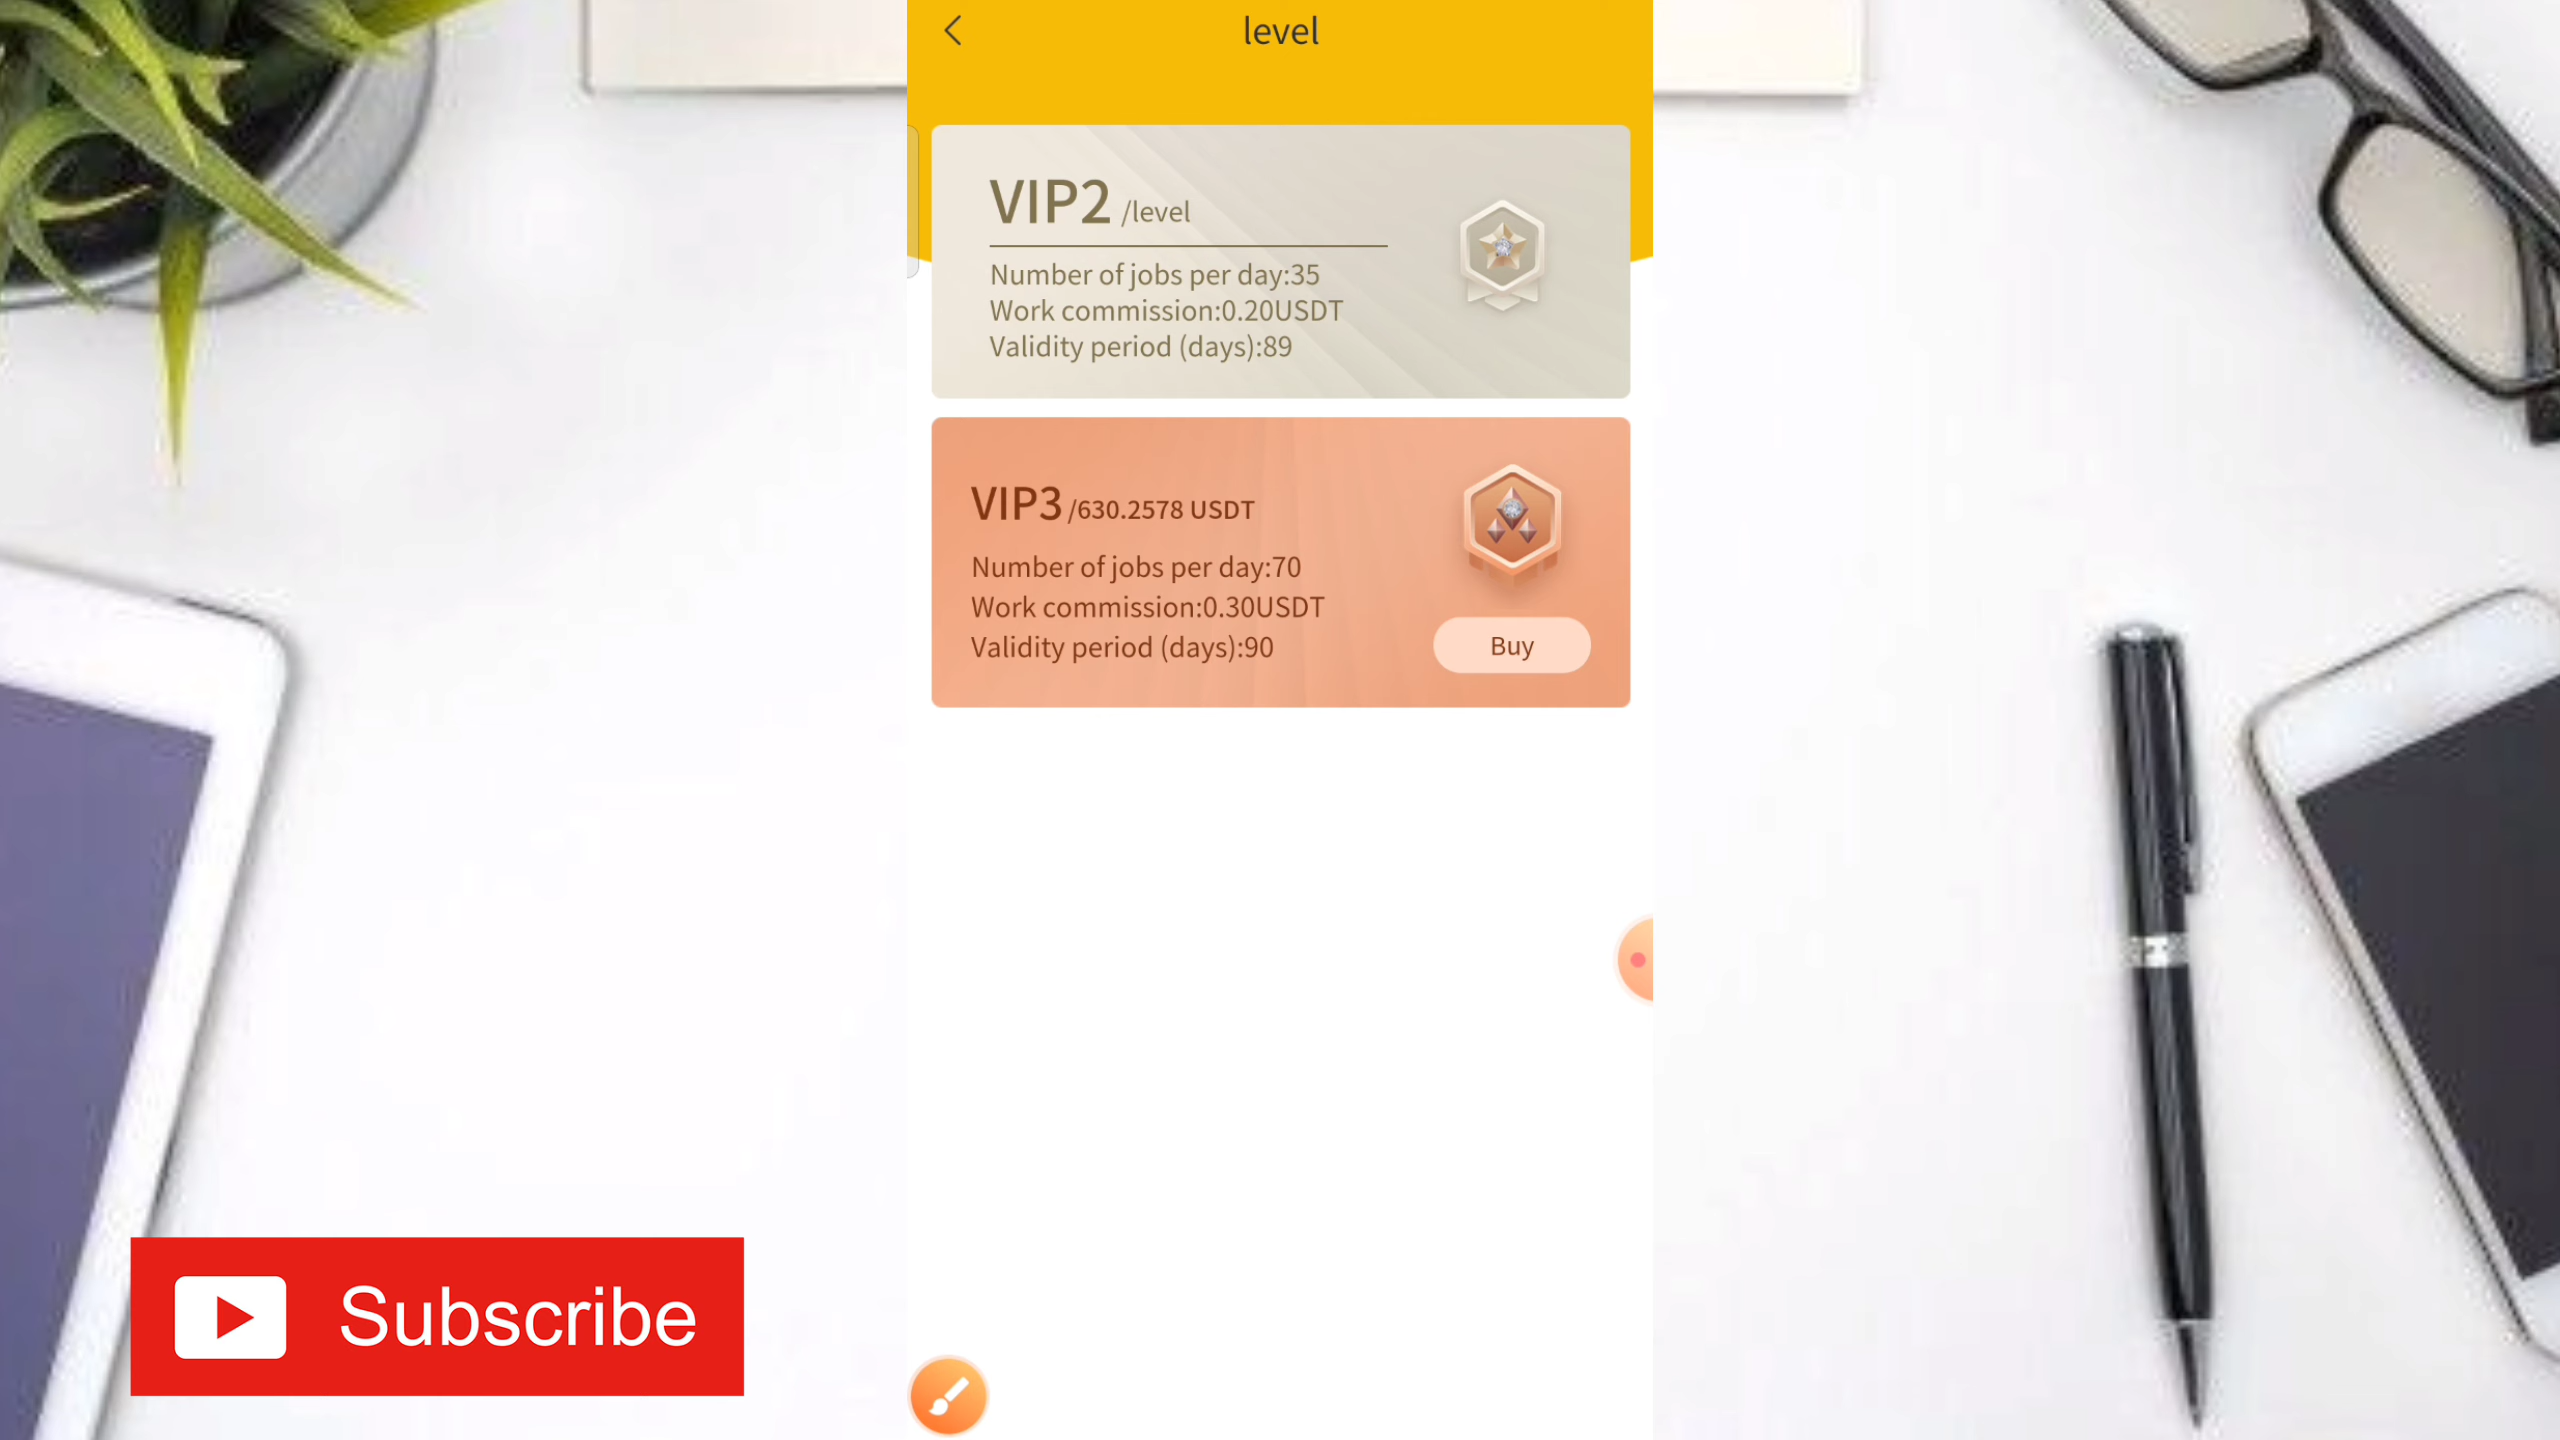 level
VIP2 /level
Number of jobs per day:35
Work commission:0.20USDT
Validity period (days):89
VIP3 /630.2578 USDT
Number of jobs per day:70
Work commission:0.30USDT
Validity period (days):90
Buy
Subscribe